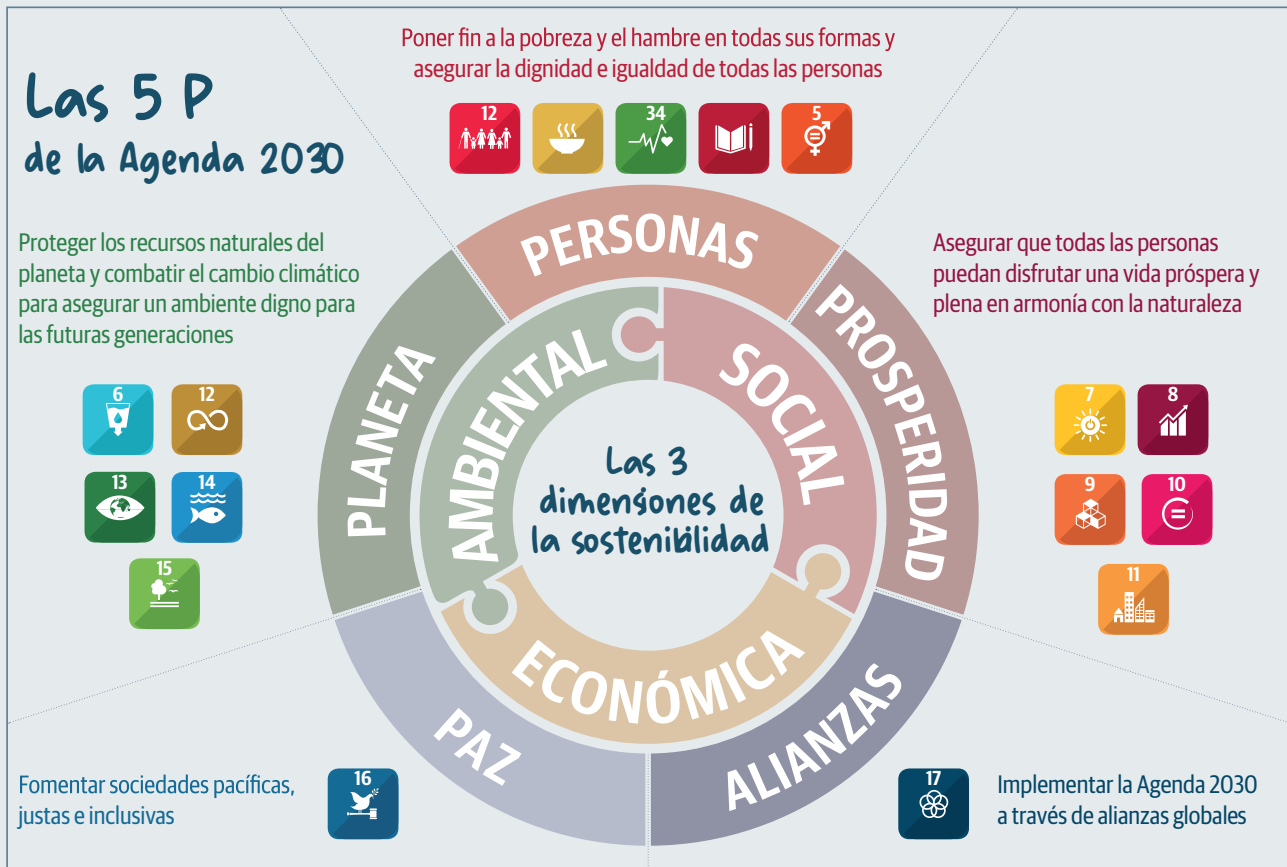 Las 5 P
de la Agenda 2030
Poner fin a la pobreza y el hambre en todas sus formas y
asegurar la dignidad e igualdad de todas las personas
12
34
5
Proteger los recursos naturales del
planeta y combatir el cambio climático
para asegurar un ambiente digno para
las futuras generaciones
6
12
13
14
15
Asegurar que todas las personas
puedan disfrutar una vida próspera y
plena en armonía con la naturaleza
7
8
9
10
11
PERSONAS
PROSPERIDAD
PLANETA
PAZ
ALIANZAS
AMBIENTAL
SOCIAL
ECONÓMICA
Las 3
dimensiones de
la sostenibilidad
Fomentar sociedades pacíficas,
justas e inclusivas
16
17
Implementar la Agenda 2030
a través de alianzas globales